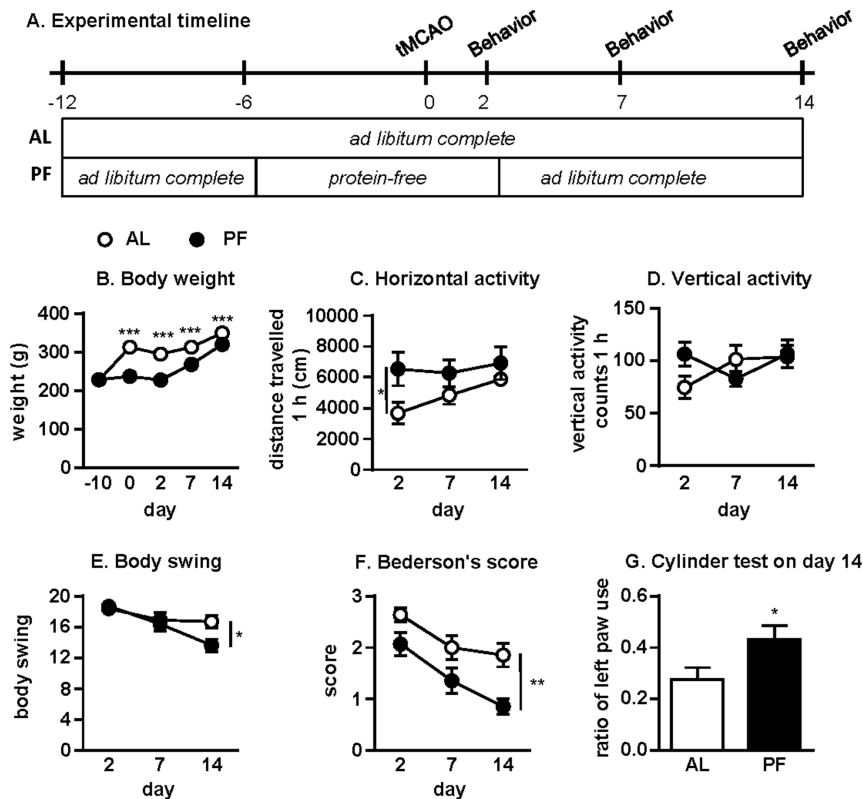 A. Experimental timeline
tMCAO Behavior Behavior Behavior
-12 -6 0 2 7 14
AL ad libitum complete
PF ad libitum complete protein-free ad libitum complete
AL PF
B. Body weight
weight (g)
400
300
200
100
0
*** *** *** ***
-10 0 2 7 14
day
C. Horizontal activity
distance travelled
1 h (cm)
10000
8000
6000
4000
2000
0
*
2 7 14
day
D. Vertical activity
vertical activity
counts 1 h
150
100
50
0
2 7 14
day
E. Body swing
body swing
20
16
12
8
4
0
*
2 7 14
day
F. Bederson's score
score
3
2
1
0
**
2 7 14
day
G. Cylinder test on day 14
ratio of left paw use
0.6
0.4
0.2
0.0
*
AL PF